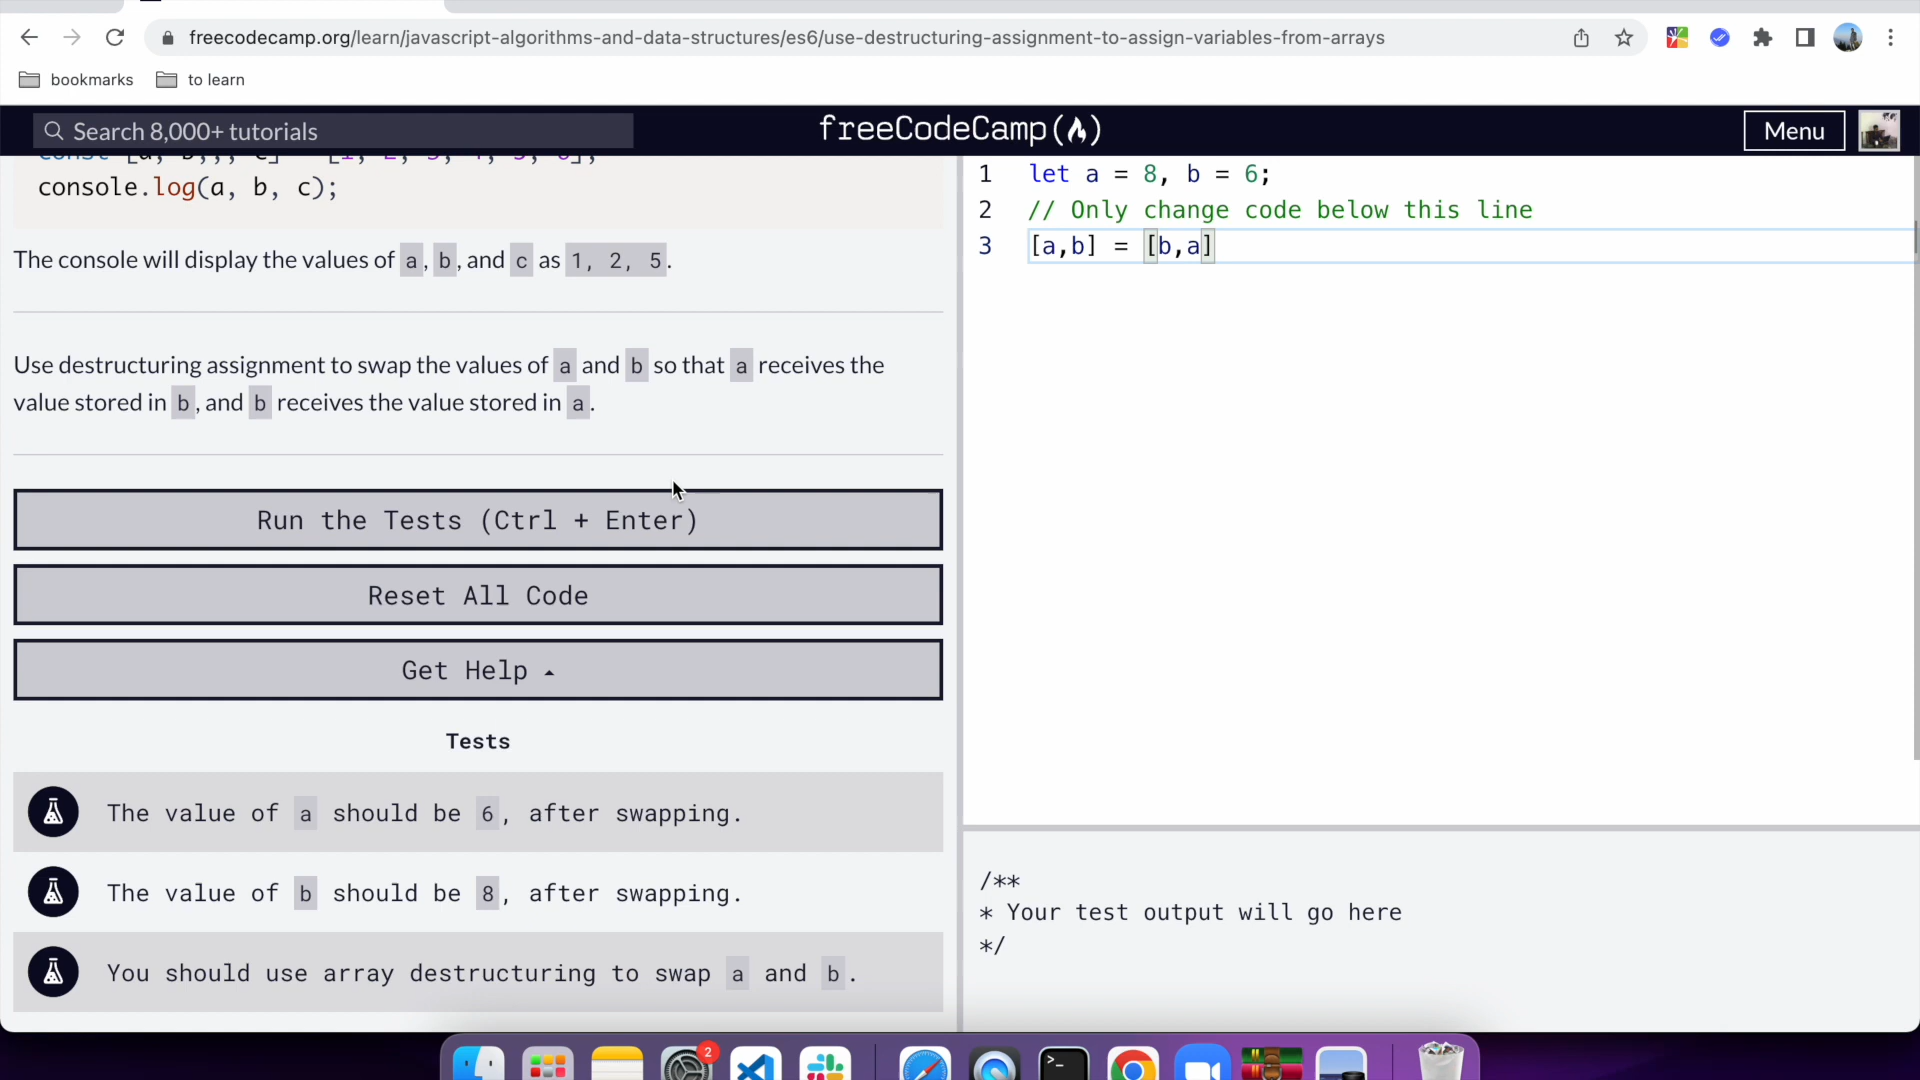 freecodecamp.org/learn/javascript-algorithms-and-data-structures/es6/use-destructuring-assignment-to-assign-variables-from-arrays
bookmarks to learn
Search 8,000+ tutorials
freeCodeCamp
Menu
console.log(a, b, c);
The console will display the values of a, b, and c as 1, 2, 5.
Use destructuring assignment to swap the values of a and b so that a receives the
value stored in b, and b receives the value stored in a.
Run the Tests (Ctrl + Enter)
Reset All Code
Get Help
Tests
The value of a should be 6, after swapping.
The value of b should be 8, after swapping.
You should use array destructuring to swap a and b.
1 let a = 8, b = 6;
2 // Only change code below this line
3 [a,b] = [b,a]
/**
* Your test output will go here
*/
2
>_